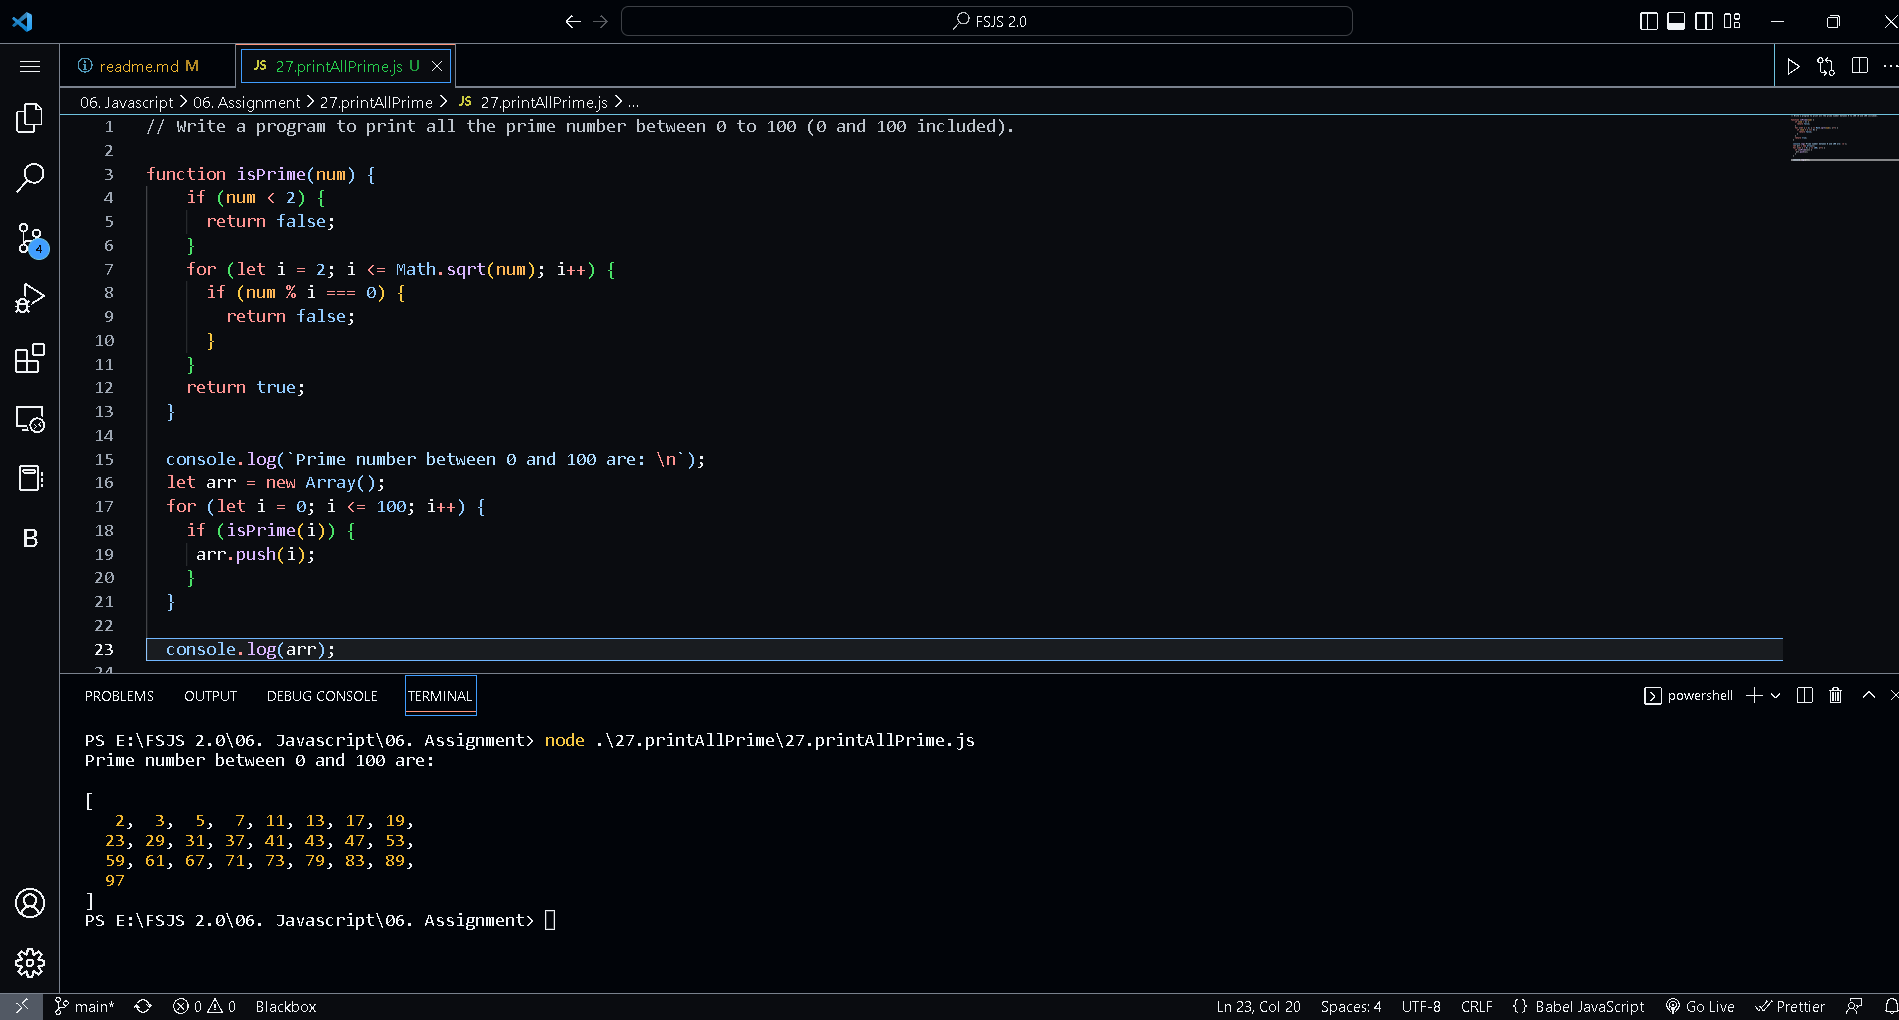 FSJS 2.0
readme.md M
JS 27.printAllPrime.js U
06. Javascript > 06. Assignment > 27.printAllPrime > JS 27.printAllPrime.js > ...
1 // Write a program to print all the prime number between 0 to 100 (0 and 100 included).
2
3 function isPrime(num) {
4     if (num < 2) {
5       return false;
6     }
7     for (let i = 2; i <= Math.sqrt(num); i++) {
8       if (num % i === 0) {
9         return false;
10       }
11     }
12     return true;
13   }
14
15   console.log(`Prime number between 0 and 100 are: \n`);
16   let arr = new Array();
17   for (let i = 0; i <= 100; i++) {
18     if (isPrime(i)) {
19      arr.push(i);
20     }
21   }
22
23   console.log(arr);
24
4
B
PROBLEMS OUTPUT DEBUG CONSOLE TERMINAL
powershell
PS E:\FSJS 2.0\06. Javascript\06. Assignment> node .\27.printAllPrime\27.printAllPrime.js
Prime number between 0 and 100 are:
[
   2,  3,  5,  7, 11, 13, 17, 19,
  23, 29, 31, 37, 41, 43, 47, 53,
  59, 61, 67, 71, 73, 79, 83, 89,
  97
]
PS E:\FSJS 2.0\06. Javascript\06. Assignment>
main* 0 0 Blackbox Ln 23, Col 20 Spaces: 4 UTF-8 CRLF {} Babel JavaScript Go Live Prettier